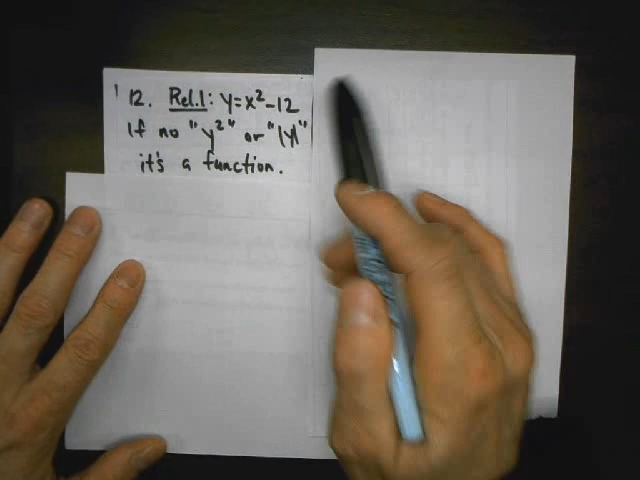 12. Rel.1: y=x²-12
If no "y²" or "|y|"
it's a function.